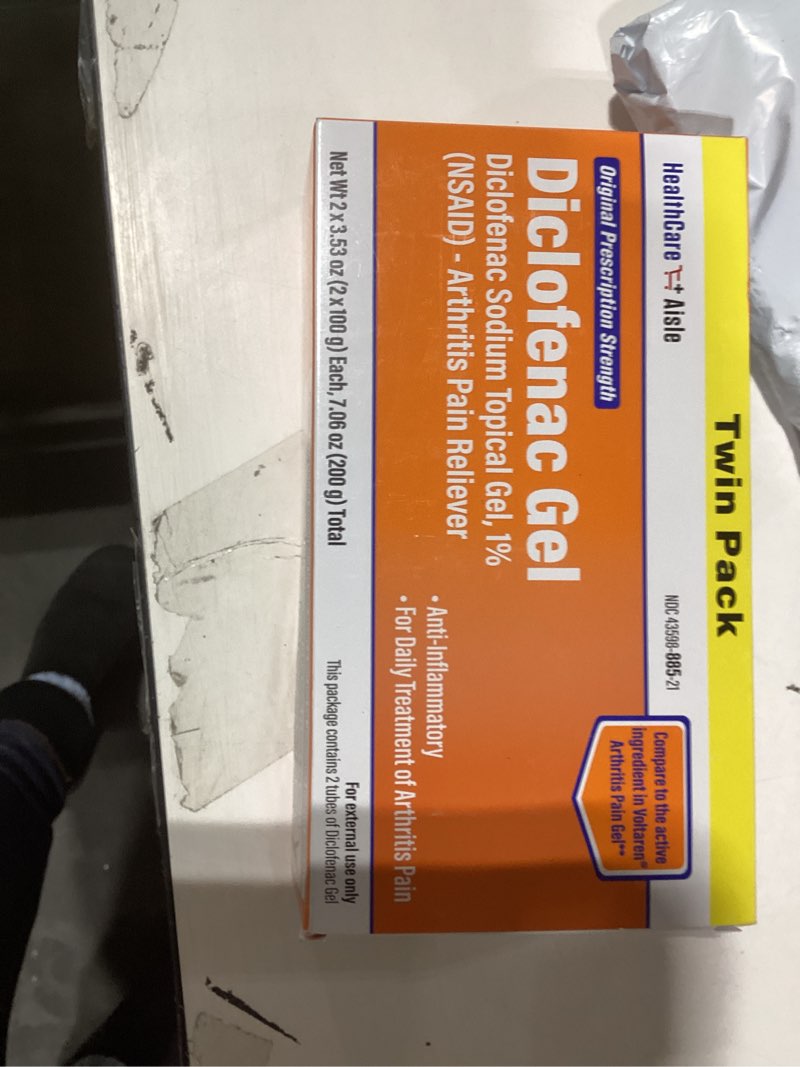 Twin Pack
HealthCare Aisle
NDC 43598-885-21
Original Prescription Strength
Compare to the active
ingredient in Voltaren®
Arthritis Pain Gel**
Diclofenac Gel
Diclofenac Sodium Topical Gel, 1%
(NSAID) - Arthritis Pain Reliever
• Anti-Inflammatory
• For Daily Treatment of Arthritis Pain
Net Wt 2 x 3.53 oz (2 x 100 g) Each, 7.06 oz (200 g) Total
For external use only
This package contains 2 tubes of Diclofenac Gel